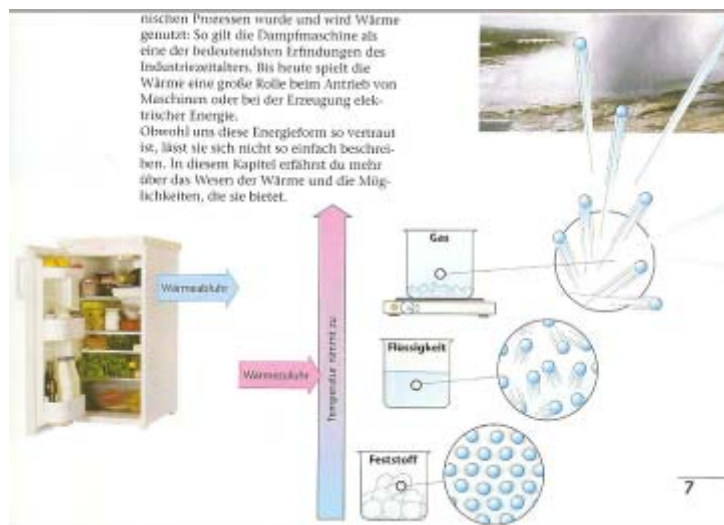 nischen Prozessen wurde und wird Wärme
genutzt: So gilt die Dampfmaschine als
eine der bedeutendsten Erfindungen des
Industriezeitalters. Bis heute spielt die
Wärme eine große Rolle beim Antrieb von
Maschinen oder bei der Erzeugung elek-
trischer Energie.
Obwohl uns diese Energieform so vertraut
ist, lässt sie sich nicht so einfach beschrei-
ben. In diesem Kapitel erfährst du mehr
über das Wesen der Wärme und die Mög-
lichkeiten, die sie bietet.
Gas
Wärmeabfuhr
Flüssigkeit
Wärmezufuhr
Temperatur nimmt zu
Feststoff
7